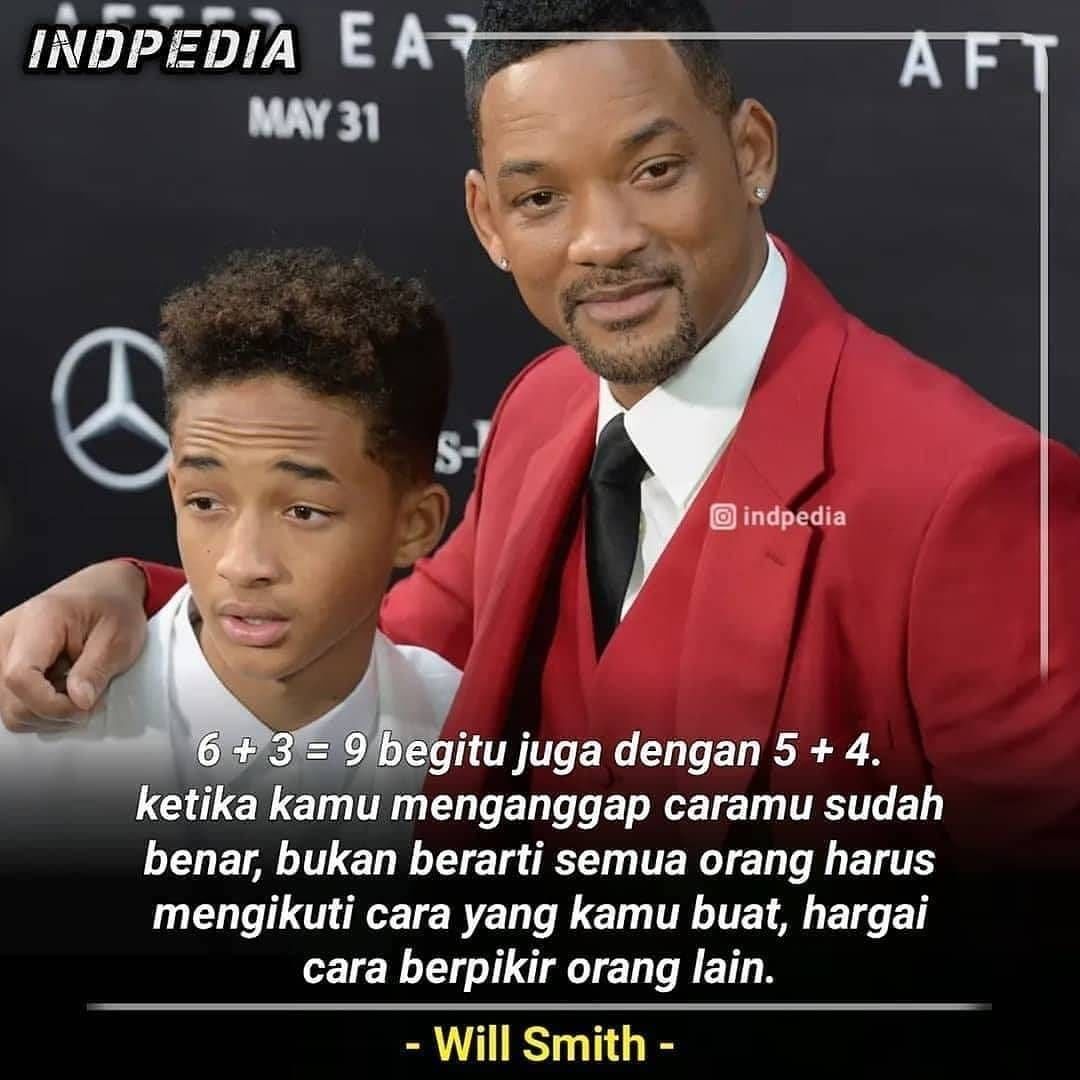 INDPEDIA
MAY 31
AFT
indpedia
6 + 3 = 9 begitu juga dengan 5 + 4.
ketika kamu menganggap caramu sudah
benar, bukan berarti semua orang harus
mengikuti cara yang kamu buat, hargai
cara berpikir orang lain.
- Will Smith -